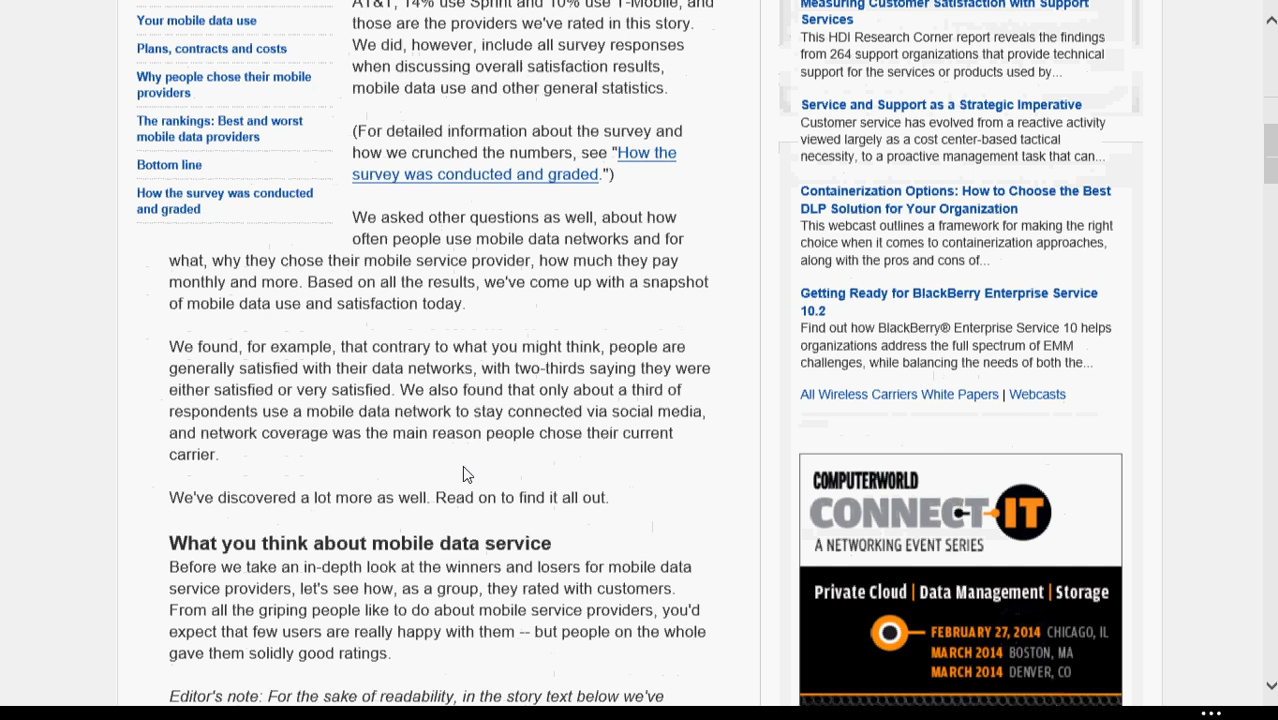 Your mobile data use
Plans, contracts and costs
Why people chose their mobile
providers
The rankings: Best and worst
mobile data providers
Bottom line
How the survey was conducted
and graded
AT&T, 14% use Sprint and 10% use T-Mobile, and
those are the providers we've rated in this story.
We did, however, include all survey responses
when discussing overall satisfaction results,
mobile data use and other general statistics.
(For detailed information about the survey and
how we crunched the numbers, see "How the
survey was conducted and graded.")
We asked other questions as well, about how
often people use mobile data networks and for
what, why they chose their mobile service provider, how much they pay
monthly and more. Based on all the results, we've come up with a snapshot
of mobile data use and satisfaction today.
We found, for example, that contrary to what you might think, people are
generally satisfied with their data networks, with two-thirds saying they were
either satisfied or very satisfied. We also found that only about a third of
respondents use a mobile data network to stay connected via social media,
and network coverage was the main reason people chose their current
carrier.
We've discovered a lot more as well. Read on to find it all out.
What you think about mobile data service
Before we take an in-depth look at the winners and losers for mobile data
service providers, let's see how, as a group, they rated with customers.
From all the griping people like to do about mobile service providers, you'd
expect that few users are really happy with them -- but people on the whole
gave them solidly good ratings.
Editor's note: For the sake of readability, in the story text below we've
Measuring Customer Satisfaction with Support
Services
This HDI Research Corner report reveals the findings
from 264 support organizations that provide technical
support for the services or products used by...
Service and Support as a Strategic Imperative
Customer service has evolved from a reactive activity
viewed largely as a cost center-based tactical
necessity, to a proactive management task that can...
Containerization Options: How to Choose the Best
DLP Solution for Your Organization
This webcast outlines a framework for making the right
choice when it comes to containerization approaches,
along with the pros and cons of...
Getting Ready for BlackBerry Enterprise Service
10.2
Find out how BlackBerry® Enterprise Service 10 helps
organizations address the full spectrum of EMM
challenges, while balancing the needs of both the...
All Wireless Carriers White Papers | Webcasts
COMPUTERWORLD
CONNECT IT
A NETWORKING EVENT SERIES
Private Cloud | Data Management | Storage
FEBRUARY 27, 2014 CHICAGO, IL
MARCH 2014 BOSTON, MA
MARCH 2014 DENVER, CO